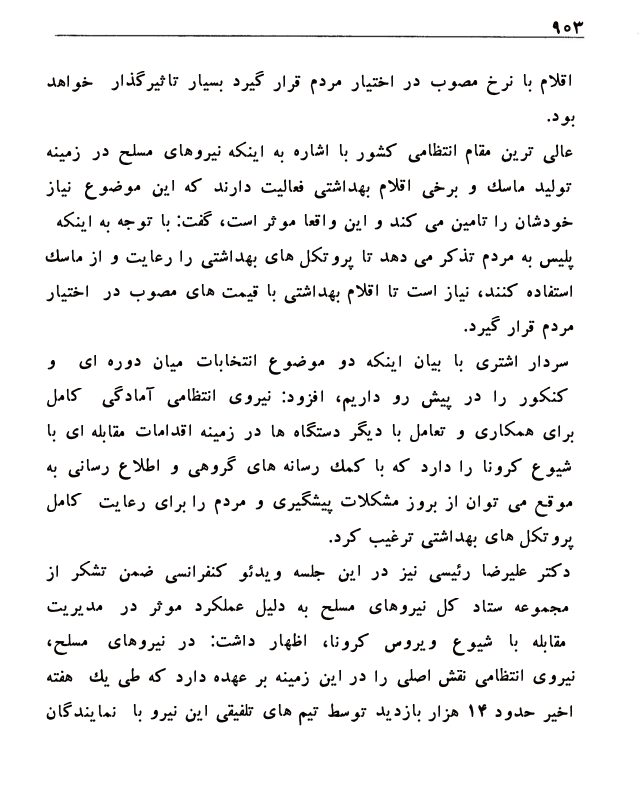 ۹۰۳
اقلام با نرخ مصوب در اختیار مردم قرار گیرد بسیار تاثیرگذار خواهد
بود.
عالی ترین مقام انتظامی کشور با اشاره به اینکه نیروهای مسلح در زمینه
تولید ماسك و برخی اقلام بهداشتی فعالیت دارند که این موضوع نیاز
خودشان را تامین می کند و این واقعا موثر است، گفت: با توجه به اینکه
پلیس به مردم تذکر می دهد تا پروتکل های بهداشتی را رعایت و از ماسك
استفاده کنند، نیاز است تا اقلام بهداشتی با قیمت های مصوب در اختیار
مردم قرار گیرد.
سردار اشتری با بیان اینکه دو موضوع انتخابات میان دوره ای و
کنکور را در پیش رو داریم، افزود: نیروی انتظامی آمادگی کامل
برای همکاری و تعامل با دیگر دستگاه ها در زمینه اقدامات مقابله ای با
شیوع کرونا را دارد که با کمك رسانه های گروهی و اطلاع رسانی به
موقع می توان از بروز مشکلات پیشگیری و مردم را برای رعایت کامل
پروتکل های بهداشتی ترغیب کرد.
دکتر علیرضا رئیسی نیز در این جلسه ویدئو کنفرانسی ضمن تشکر از
مجموعه ستاد کل نیروهای مسلح به دلیل عملکرد موثر در مدیریت
مقابله با شیوع ویروس کرونا، اظهار داشت: در نیروهای مسلح،
نیروی انتظامی نقش اصلی را در این زمینه بر عهده دارد که طی یك هفته
اخیر حدود ۱۴ هزار بازدید توسط تیم های تلفیقی این نیرو با نمایندگان